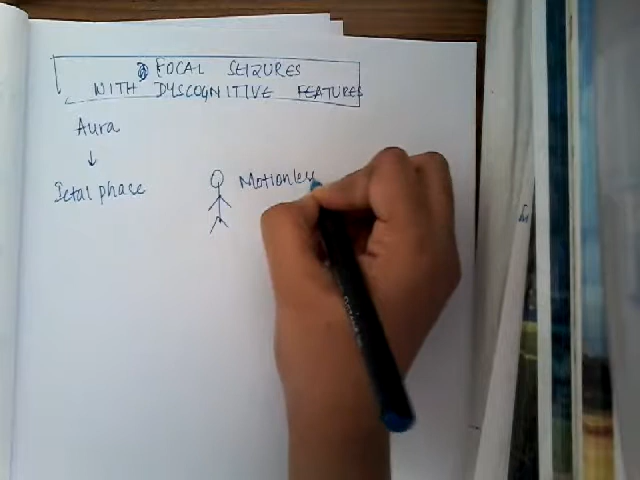 FOCAL SEIZURES
WITH DYSCOGNITIVE FEATURES
Aura
↓
Ictal phase
Motionles